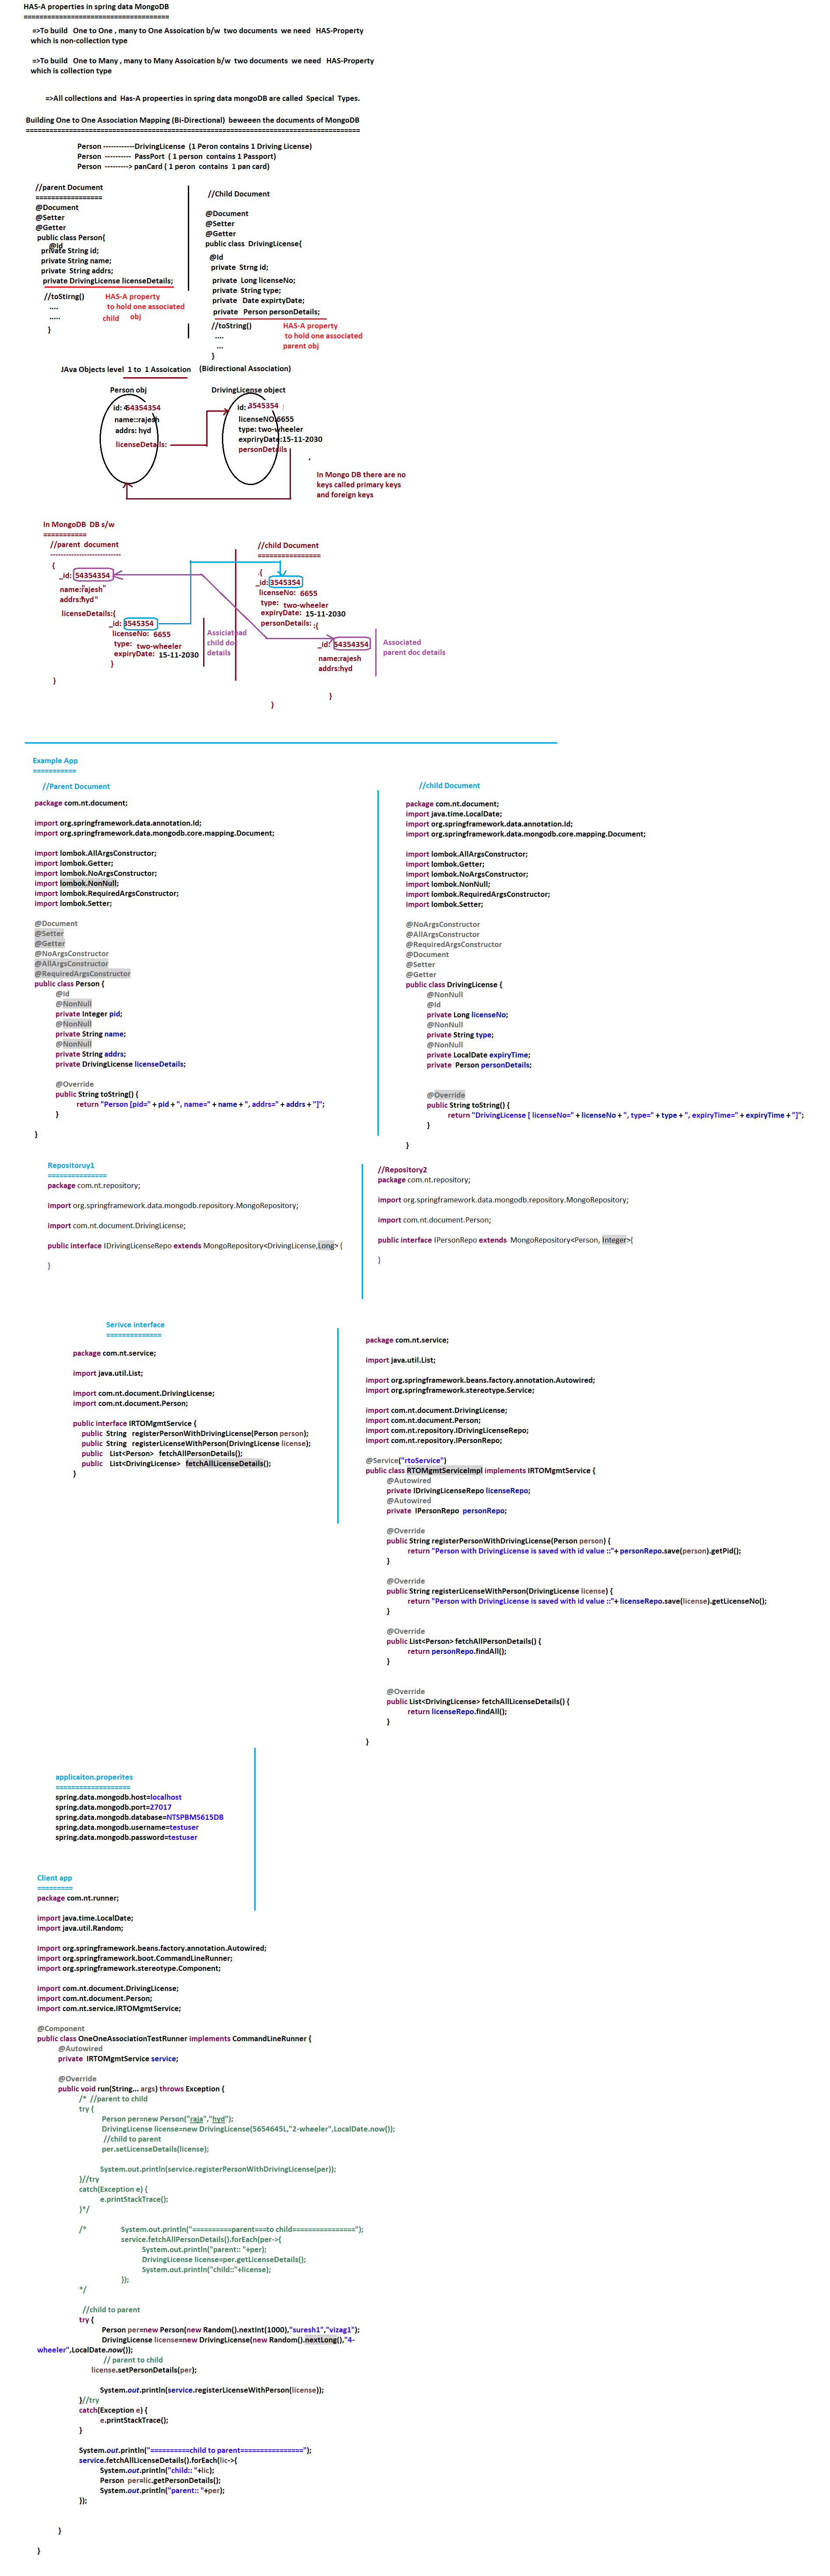 HAS-A properties in spring data MongoDB
=====================================
=>To build One to One , many to One Assoication b/w two documents we need HAS-Property
which is non-collection type
=>To build One to Many , many to Many Assoication b/w two documents we need HAS-Property
which is collection type
=>All collections and Has-A propeerties in spring data mongoDB are called Specical Types.
Building One to One Association Mapping (Bi-Directional) beweeen the documents of MongoDB
=====================================================================================
Person ------------DrivingLicense (1 Peron contains 1 Driving License)
Person ---------- PassPort ( 1 person contains 1 Passport)
Person ---------> panCard ( 1 peron contains 1 pan card)
//parent Document
=================
@Document
@Setter
@Getter
public class Person{
@Id
private String id;
private String name;
private String addrs;
private DrivingLicense licenseDetails;
//toStirng()
....
.....
}
HAS-A property
to hold one associated
child obj
//Child Document
@Document
@Setter
@Getter
public class DrivingLicense{
@Id
private Strng id;
private Long licenseNo;
private String type;
private Date expirtyDate;
private Person personDetails;
//toString()
....
...
}
HAS-A property
to hold one associated
parent obj
JAva Objects level 1 to 1 Assoication (Bidirectional Association)
Person obj
id: 454354354
name::rajesh
addrs: hyd
licenseDetails:
DrivingLicense object
id: 3545354
licenseNO:6655
type: two-wheeler
expriryDate:15-11-2030
personDetails
In Mongo DB there are no
keys called primary keys
and foreign keys
In MongoDB DB s/w
===========
//parent document
---------------------------
{
_id: 54354354
name:"rajesh"
addrs:"hyd"
licenseDetails:{
_id: 3545354
licenseNo: 6655
type: two-wheeler
expiryDate: 15-11-2030
}
}
Assiciatead
child doc
details
//child Document
================
.{
_id: 3545354
licenseNo: 6655
type: two-wheeler
expiryDate: 15-11-2030
personDetails: :{
_id: 54354354
name:rajesh
addrs:hyd
}
}
Associated
parent doc details
Example App
===========
//Parent Document
package com.nt.document;
import org.springframework.data.annotation.Id;
import org.springframework.data.mongodb.core.mapping.Document;
import lombok.AllArgsConstructor;
import lombok.Getter;
import lombok.NoArgsConstructor;
import lombok.NonNull;
import lombok.RequiredArgsConstructor;
import lombok.Setter;
@Document
@Setter
@Getter
@NoArgsConstructor
@AllArgsConstructor
@RequiredArgsConstructor
public class Person {
@Id
@NonNull
private Integer pid;
@NonNull
private String name;
@NonNull
private String addrs;
private DrivingLicense licenseDetails;
@Override
public String toString() {
return "Person [pid=" + pid + ", name=" + name + ", addrs=" + addrs + "]";
}
}
//child Document
package com.nt.document;
import java.time.LocalDate;
import org.springframework.data.annotation.Id;
import org.springframework.data.mongodb.core.mapping.Document;
import lombok.AllArgsConstructor;
import lombok.Getter;
import lombok.NoArgsConstructor;
import lombok.NonNull;
import lombok.RequiredArgsConstructor;
import lombok.Setter;
@NoArgsConstructor
@AllArgsConstructor
@RequiredArgsConstructor
@Document
@Setter
@Getter
public class DrivingLicense {
@NonNull
@Id
private Long licenseNo;
@NonNull
private String type;
@NonNull
private LocalDate expiryTime;
private Person personDetails;
@Override
public String toString() {
return "DrivingLicense [ licenseNo=" + licenseNo + ", type=" + type + ", expiryTime=" + expiryTime + "]";
}
}
Repositoruy1
===============
package com.nt.repository;
import org.springframework.data.mongodb.repository.MongoRepository;
import com.nt.document.DrivingLicense;
public interface IDrivingLicenseRepo extends MongoRepository<DrivingLicense,Long> {
}
//Repository2
package com.nt.repository;
import org.springframework.data.mongodb.repository.MongoRepository;
import com.nt.document.Person;
public interface IPersonRepo extends MongoRepository<Person, Integer>{
}
Serivce interface
==============
package com.nt.service;
import java.util.List;
import com.nt.document.DrivingLicense;
import com.nt.document.Person;
public interface IRTOMgmtService {
public String registerPersonWithDrivingLicense(Person person);
public String registerLicenseWithPerson(DrivingLicense license);
public List<Person> fetchAllPersonDetails();
public List<DrivingLicense> fetchAllLicenseDetails();
}
package com.nt.service;
import java.util.List;
import org.springframework.beans.factory.annotation.Autowired;
import org.springframework.stereotype.Service;
import com.nt.document.DrivingLicense;
import com.nt.document.Person;
import com.nt.repository.IDrivingLicenseRepo;
import com.nt.repository.IPersonRepo;
@Service("rtoService")
public class RTOMgmtServiceImpl implements IRTOMgmtService {
@Autowired
private IDrivingLicenseRepo licenseRepo;
@Autowired
private IPersonRepo personRepo;
@Override
public String registerPersonWithDrivingLicense(Person person) {
return "Person with DrivingLicense is saved with id value ::"+ personRepo.save(person).getPid();
}
@Override
public String registerLicenseWithPerson(DrivingLicense license) {
return "Person with DrivingLicense is saved with id value ::"+ licenseRepo.save(license).getLicenseNo();
}
@Override
public List<Person> fetchAllPersonDetails() {
return personRepo.findAll();
}
@Override
public List<DrivingLicense> fetchAllLicenseDetails() {
return licenseRepo.findAll();
}
}
applicaiton.properites
===================
spring.data.mongodb.host=localhost
spring.data.mongodb.port=27017
spring.data.mongodb.database=NTSPBMS615DB
spring.data.mongodb.username=testuser
spring.data.mongodb.password=testuser
Client app
=========
package com.nt.runner;
import java.time.LocalDate;
import java.util.Random;
import org.springframework.beans.factory.annotation.Autowired;
import org.springframework.boot.CommandLineRunner;
import org.springframework.stereotype.Component;
import com.nt.document.DrivingLicense;
import com.nt.document.Person;
import com.nt.service.IRTOMgmtService;
@Component
public class OneOneAssociationTestRunner implements CommandLineRunner {
@Autowired
private IRTOMgmtService service;
@Override
public void run(String... args) throws Exception {
/* //parent to child
try {
Person per=new Person("raja","hyd");
DrivingLicense license=new DrivingLicense(5654645L,"2-wheeler",LocalDate.now());
//child to parent
per.setLicenseDetails(license);
System.out.println(service.registerPersonWithDrivingLicense(per));
}//try
catch(Exception e) {
e.printStackTrace();
}*/
/* System.out.println("==========parent===to child================");
service.fetchAllPersonDetails().forEach(per->{
System.out.println("parent:: "+per);
DrivingLicense license=per.getLicenseDetails();
System.out.println("child::"+license);
});
*/
//child to parent
try {
Person per=new Person(new Random().nextInt(1000),"suresh1","vizag1");
DrivingLicense license=new DrivingLicense(new Random().nextLong(),"4-
wheeler",LocalDate.now());
// parent to child
license.setPersonDetails(per);
System.out.println(service.registerLicenseWithPerson(license));
}//try
catch(Exception e) {
e.printStackTrace();
}
System.out.println("==========child to parent================");
service.fetchAllLicenseDetails().forEach(lic->{
System.out.println("child:: "+lic);
Person per=lic.getPersonDetails();
System.out.println("parent:: "+per);
});
}
}